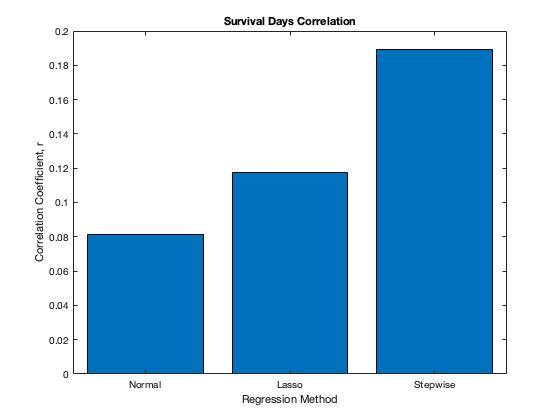 Survival Days Correlation
0.2
0.18
0.16
0.14
0.12
0.1
0.08
0.06
0.04
0.02
0
Correlation Coefficient, r
Normal
Lasso
Stepwise
Regression Method